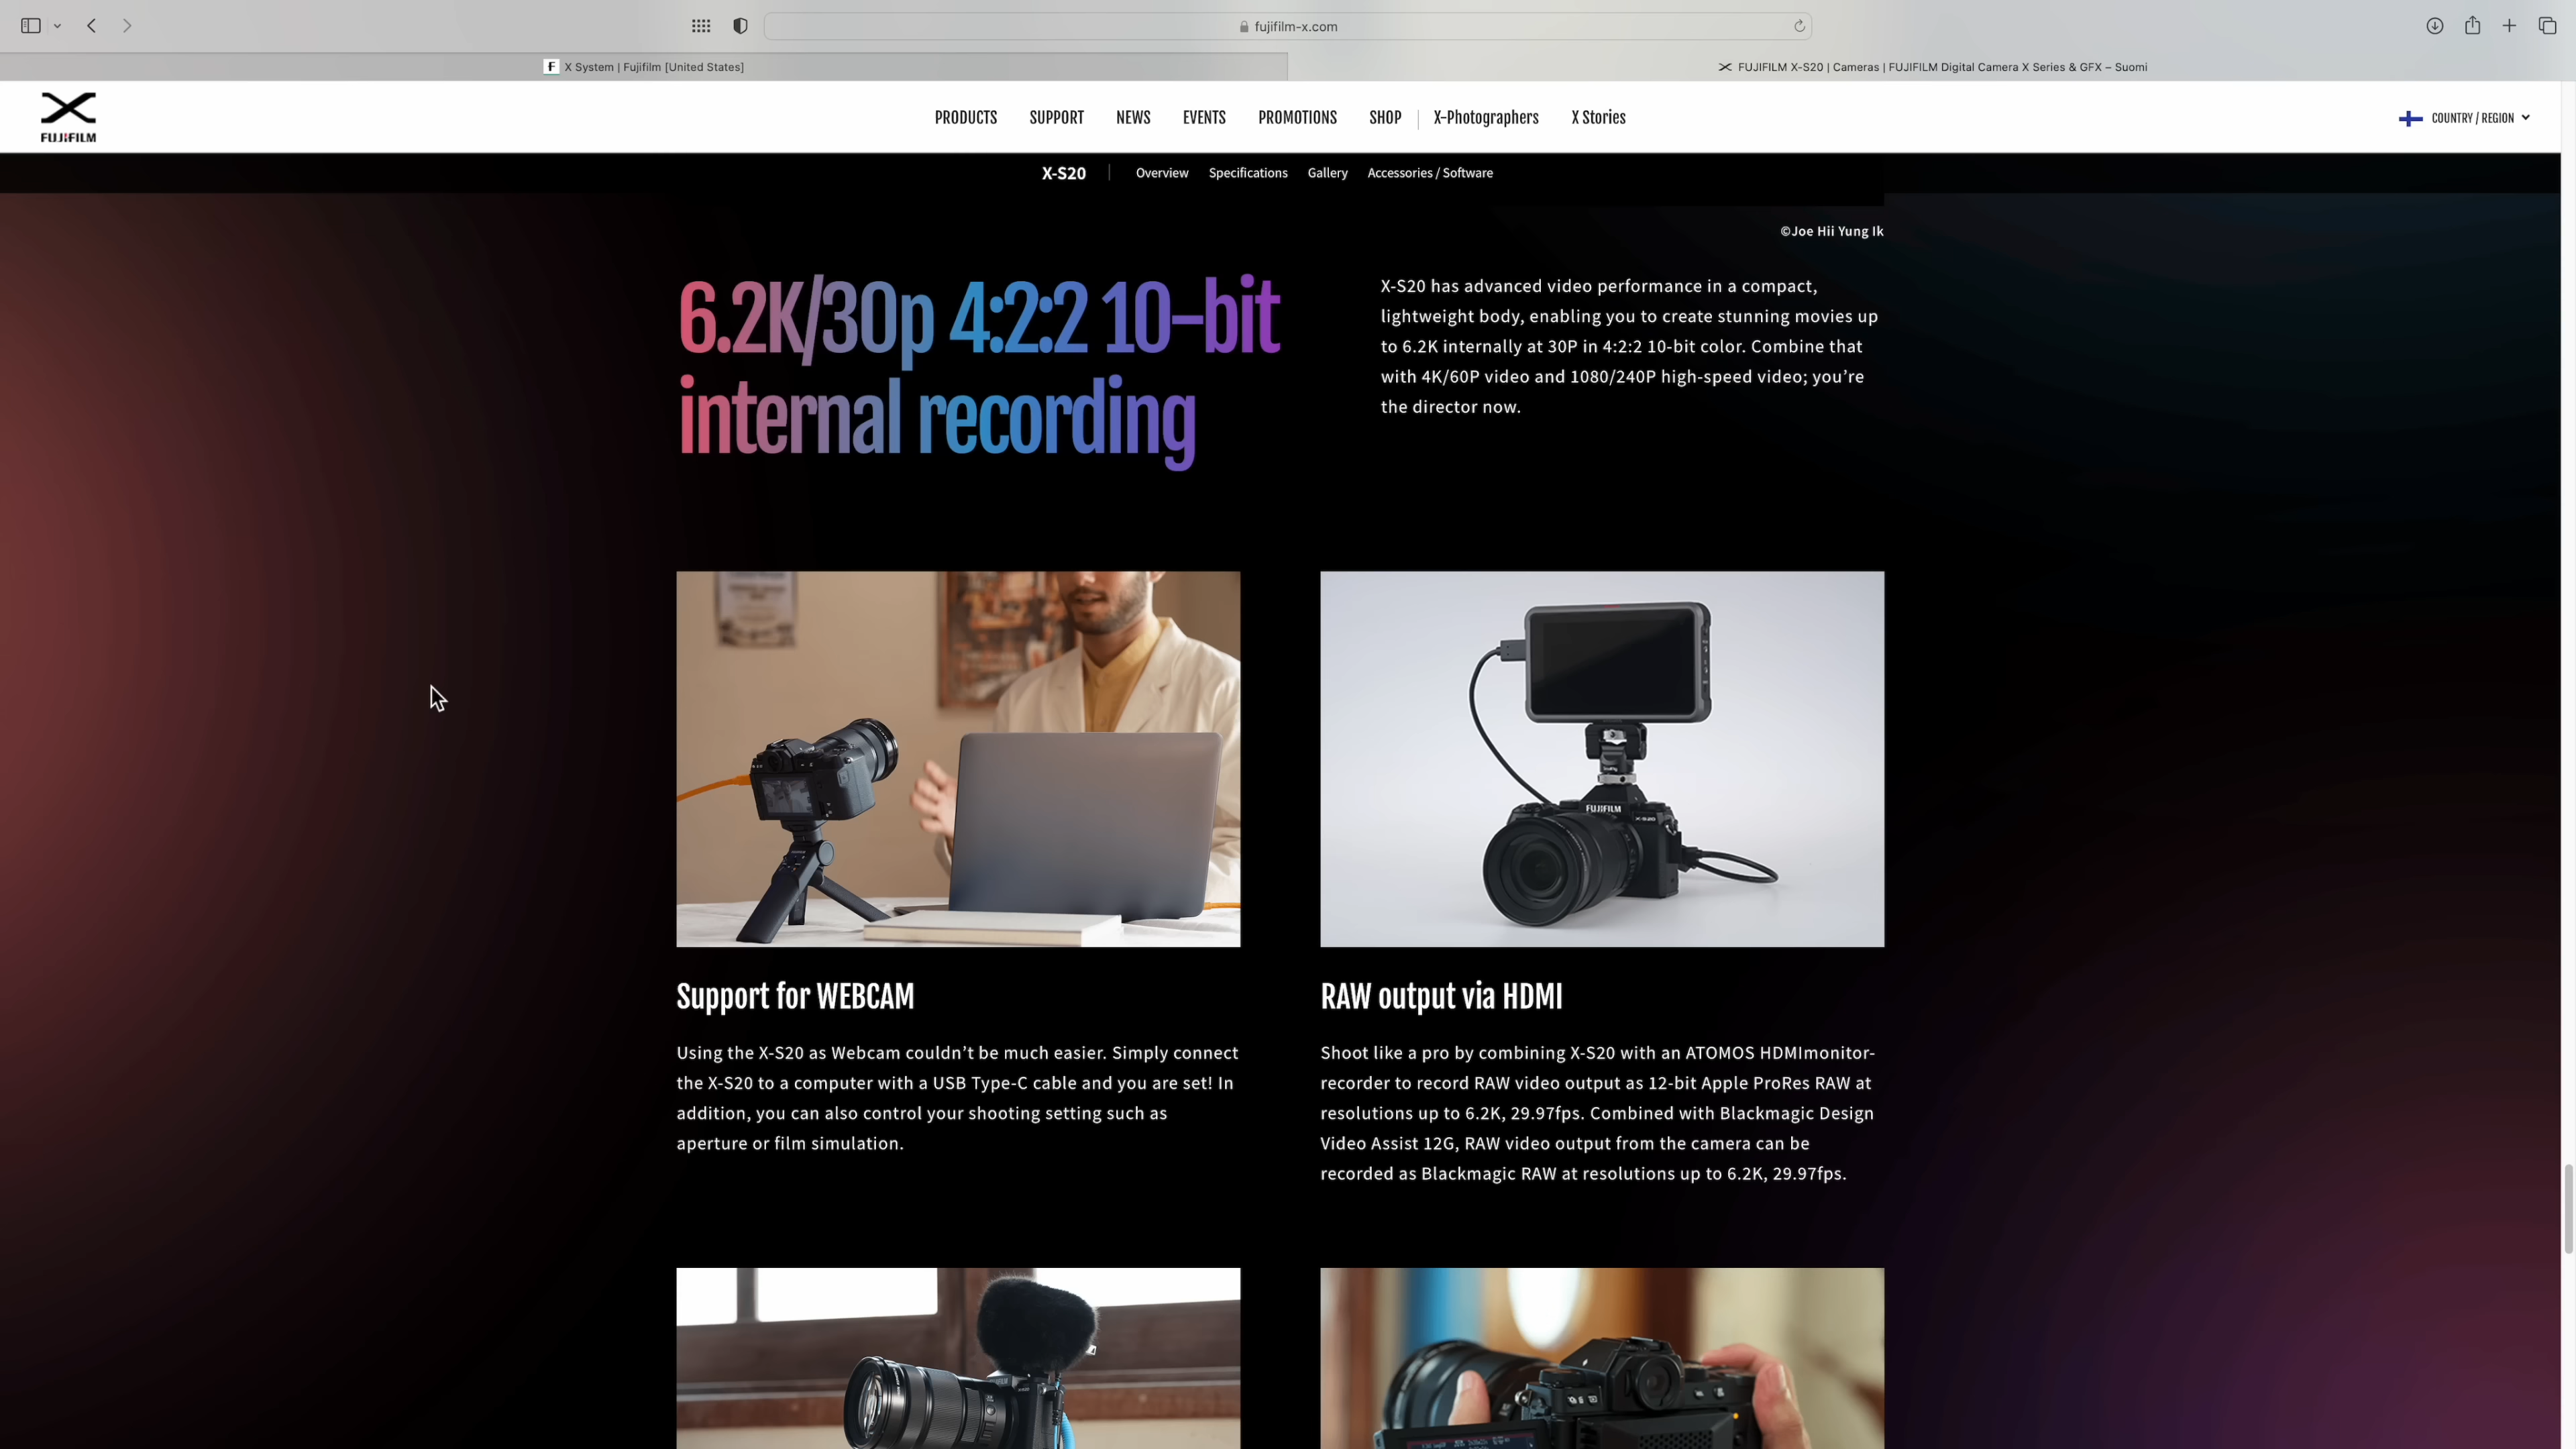 fujifilm-x.com
X System | Fujifilm [United States]
FUJIFILM X-S20 | Cameras | FUJIFILM Digital Camera X Series & GFX – Suomi
FUJIFILM
PRODUCTS
SUPPORT
NEWS
EVENTS
PROMOTIONS
SHOP
X-Photographers
X Stories
COUNTRY / REGION
X-S20
Overview
Specifications
Gallery
Accessories / Software
©Joe Hii Yung Ik
6.2K/30p 4:2:2 10-bit
internal recording
X-S20 has advanced video performance in a compact,
lightweight body, enabling you to create stunning movies up
to 6.2K internally at 30P in 4:2:2 10-bit color. Combine that
with 4K/60P video and 1080/240P high-speed video; you’re
the director now.
FUJIFILM
X-S20
Support for WEBCAM
Using the X-S20 as Webcam couldn’t be much easier. Simply connect
the X-S20 to a computer with a USB Type-C cable and you are set! In
addition, you can also control your shooting setting such as
aperture or film simulation.
RAW output via HDMI
Shoot like a pro by combining X-S20 with an ATOMOS HDMImonitor-
recorder to record RAW video output as 12-bit Apple ProRes RAW at
resolutions up to 6.2K, 29.97fps. Combined with Blackmagic Design
Video Assist 12G, RAW video output from the camera can be
recorded as Blackmagic RAW at resolutions up to 6.2K, 29.97fps.